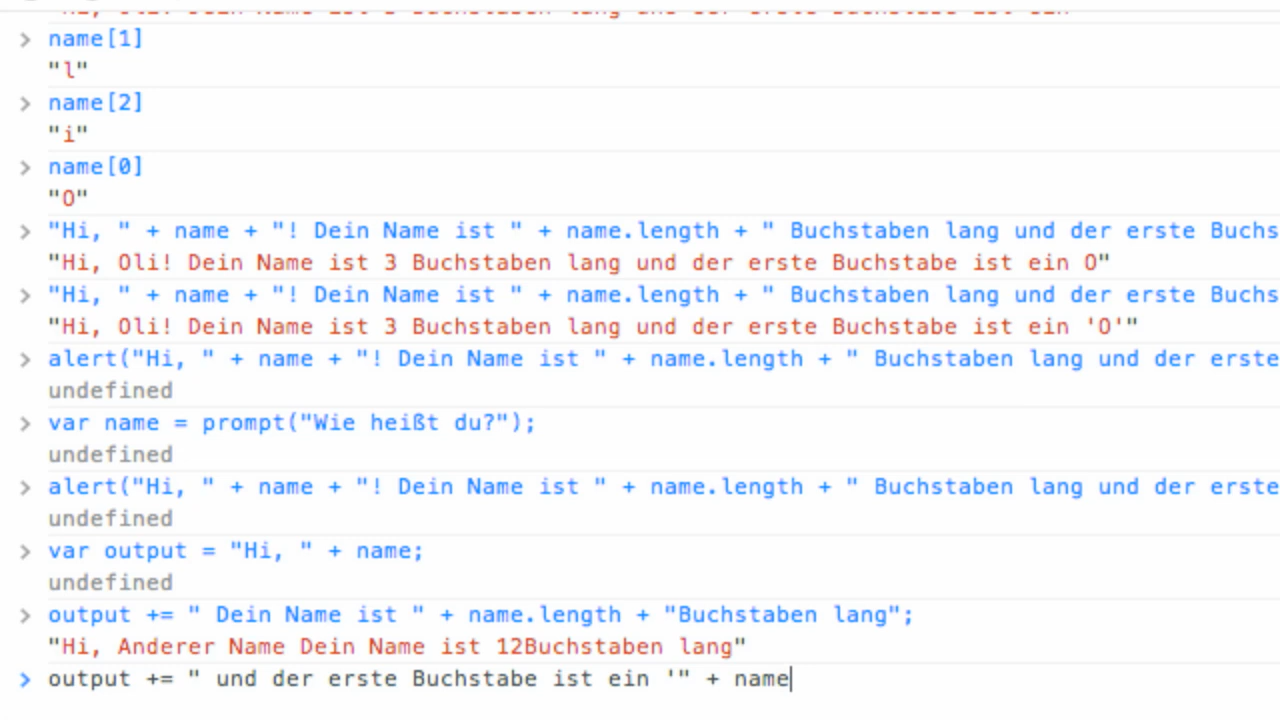 > name[1]
"l"
> name[2]
"i"
> name[0]
"O"
> "Hi, " + name + "! Dein Name ist " + name.length + " Buchstaben lang und der erste Buchs
"Hi, Oli! Dein Name ist 3 Buchstaben lang und der erste Buchstabe ist ein O"
> "Hi, " + name + "! Dein Name ist " + name.length + " Buchstaben lang und der erste Buchs
"Hi, Oli! Dein Name ist 3 Buchstaben lang und der erste Buchstabe ist ein 'O'"
> alert("Hi, " + name + "! Dein Name ist " + name.length + " Buchstaben lang und der erste
undefined
> var name = prompt("Wie heißt du?");
undefined
> alert("Hi, " + name + "! Dein Name ist " + name.length + " Buchstaben lang und der erste
undefined
> var output = "Hi, " + name;
undefined
> output += " Dein Name ist " + name.length + "Buchstaben lang";
"Hi, Anderer Name Dein Name ist 12Buchstaben lang"
> output += " und der erste Buchstabe ist ein '" + name